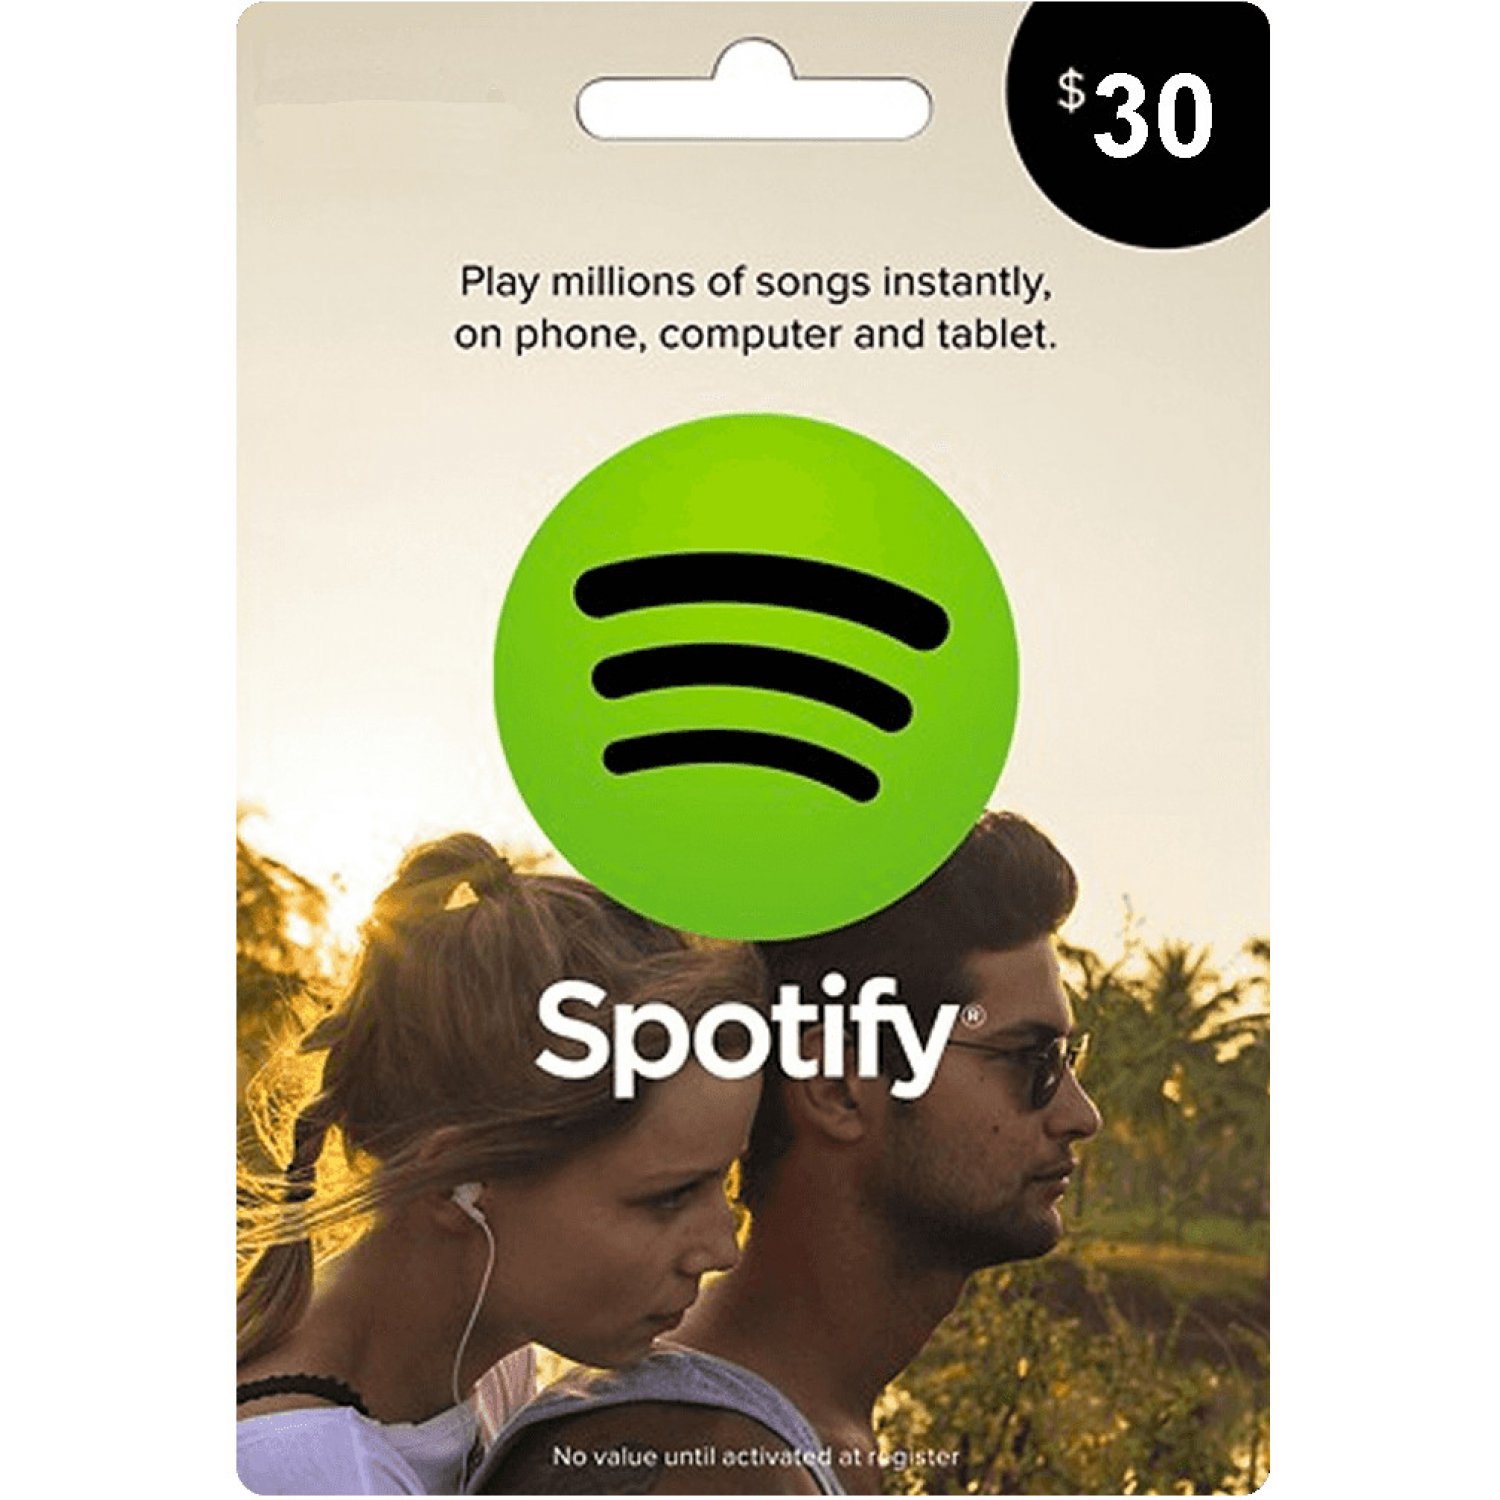 $30
Play millions of songs instantly,
on phone, computer and tablet.
Spotify®
No value until activated at register